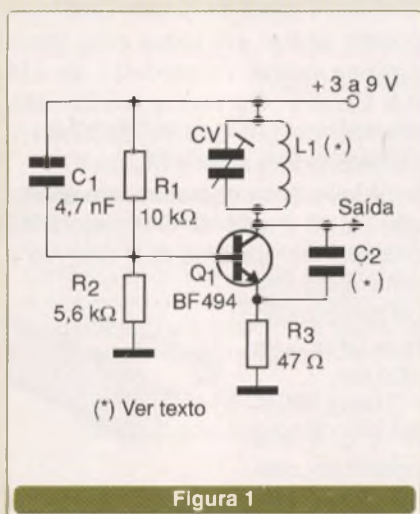 + 3 a 9 V
CV
L1 (*)
C1
4,7 nF
R1
10 kΩ
Saída
Q1
BF494
C2
(*)
R2
5,6 kΩ
R3
47 Ω
(*) Ver texto
Figura 1